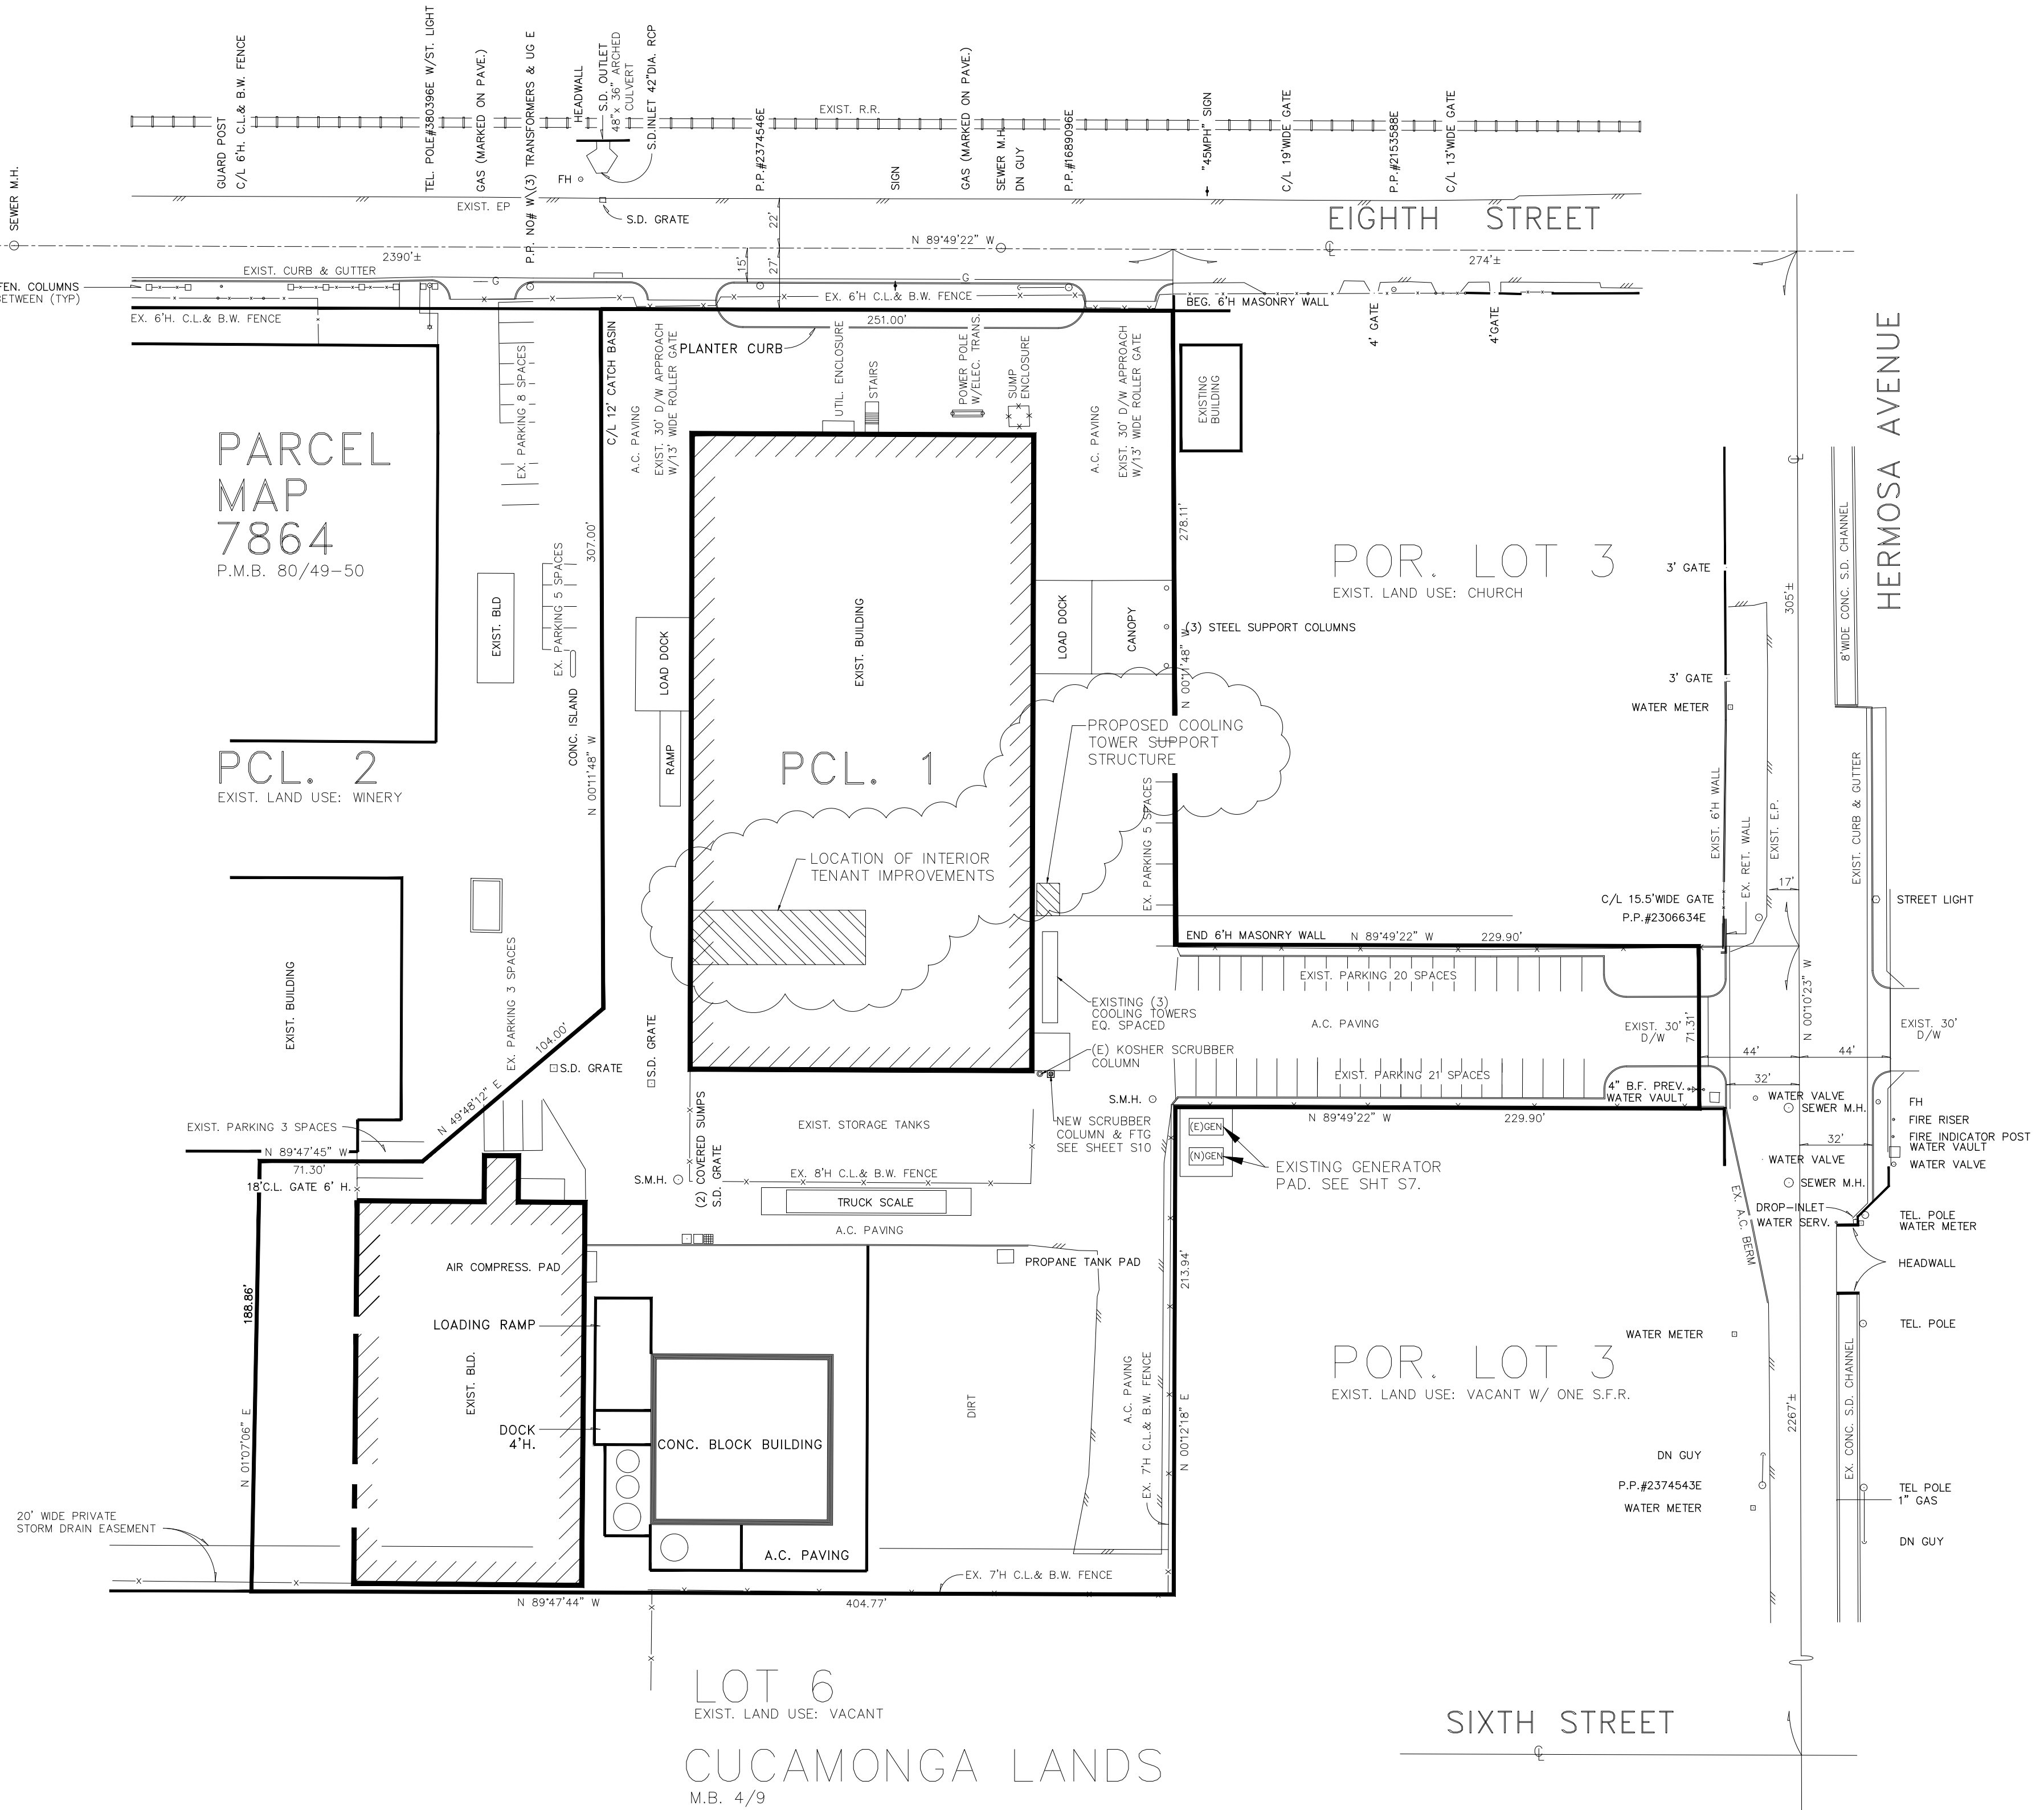 SEWER M.H.
GUARD POST
C/L 6'H. C.L.& B.W. FENCE
TEL. POLE#380396E W/ST. LIGHT
GAS (MARKED ON PAVE.)
P.P. NO# W\(3) TRANSFORMERS & UG E
HEADWALL
S.D. OUTLET
48"x 36" ARCHED
CULVERT
S.D.INLET 42"DIA. RCP
P.P.#2374546E
EXIST. R.R.
SIGN
GAS (MARKED ON PAVE.)
SEWER M.H.
DN GUY
P.P.#1689096E
"45MPH" SIGN
C/L 19'WIDE GATE
P.P.#2153588E
C/L 13'WIDE GATE
FH
EXIST. EP
S.D. GRATE
22'
EIGHTH STREET
N 89°49'22" W
2390'±
274'±
15'
27'
EXIST. CURB & GUTTER
G
G
FEN. COLUMNS
BETWEEN (TYP)
EX. 6'H. C.L.& B.W. FENCE
EX. 6'H C.L.& B.W. FENCE
BEG. 6'H MASONRY WALL
251.00'
PLANTER CURB
4' GATE
4'GATE
HERMOSA AVENUE
EX. PARKING 8 SPACES
C/L 12' CATCH BASIN
A.C. PAVING
EXIST. 30' D/W APPROACH
W/13' WIDE ROLLER GATE
UTIL. ENCLOSURE
STAIRS
POWER POLE
W/ELEC. TRANS.
SUMP
ENCLOSURE
A.C. PAVING
EXIST. 30' D/W APPROACH
W/13' WIDE ROLLER GATE
EXISTING
BUILDING
PARCEL
MAP
7864
P.M.B. 80/49-50
307.00'
278.11'
POR. LOT 3
EXIST. LAND USE: CHURCH
3' GATE
8'WIDE CONC. S.D. CHANNEL
305'±
EXIST. BLD
EX. PARKING 5 SPACES
LOAD DOCK
EXIST. BUILDING
LOAD DOCK
CANOPY
(3) STEEL SUPPORT COLUMNS
N 00°11'48" W
3' GATE
WATER METER
CONC. ISLAND
N 00°11'48" W
RAMP
PROPOSED COOLING
TOWER SUPPORT
STRUCTURE
PCL. 2
EXIST. LAND USE: WINERY
PCL. 1
EX. PARKING 5 SPACES
EXIST. 6'H WALL
EX. RET. WALL
EXIST. E.P.
EXIST. CURB & GUTTER
LOCATION OF INTERIOR
TENANT IMPROVEMENTS
17'
C/L 15.5'WIDE GATE
P.P.#2306634E
STREET LIGHT
END 6'H MASONRY WALL
N 89°49'22" W
229.90'
EXIST. BUILDING
EX. PARKING 3 SPACES
EXIST. PARKING 20 SPACES
N 00°10'23" W
EXISTING (3)
COOLING TOWERS
EQ. SPACED
A.C. PAVING
EXIST. 30'
D/W
71.31'
EXIST. 30'
D/W
104.00'
(E) KOSHER SCRUBBER
COLUMN
44'
44'
S.D. GRATE
S.D. GRATE
EXIST. PARKING 21 SPACES
32'
4" B.F. PREV.
WATER VAULT
WATER VALVE
SEWER M.H.
FH
FIRE RISER
FIRE INDICATOR POST
WATER VAULT
WATER VALVE
32'
WATER VALVE
SEWER M.H.
N 49°48'12" E
(2) COVERED SUMPS
S.D. GRATE
S.M.H.
N 89°49'22" W
229.90'
EXIST. STORAGE TANKS
NEW SCRUBBER
COLUMN & FTG
SEE SHEET S10
(E)GEN
(N)GEN
EXISTING GENERATOR
PAD. SEE SHT S7.
EXIST. PARKING 3 SPACES
N 89°47'45" W
71.30'
18'C.L. GATE 6' H.
S.M.H.
EX. 8'H C.L.& B.W. FENCE
TRUCK SCALE
A.C. PAVING
EX. A.C. BERM
DROP-INLET
WATER SERV.
TEL. POLE
WATER METER
HEADWALL
AIR COMPRESS. PAD
PROPANE TANK PAD
213.94'
188.86'
LOADING RAMP
EXIST. BLD.
A.C. PAVING
EX. 7'H C.L.& B.W. FENCE
WATER METER
TEL. POLE
POR. LOT 3
EXIST. LAND USE: VACANT W/ ONE S.F.R.
DIRT
N 00°12'18" E
2267'±
EX. CONC. S.D. CHANNEL
DOCK
4'H.
CONC. BLOCK BUILDING
N 01°07'06" E
DN GUY
P.P.#2374543E
WATER METER
TEL POLE
1" GAS
DN GUY
20' WIDE PRIVATE
STORM DRAIN EASEMENT
A.C. PAVING
EX. 7'H C.L.& B.W. FENCE
N 89°47'44" W
404.77'
LOT 6
EXIST. LAND USE: VACANT
SIXTH STREET
CUCAMONGA LANDS
M.B. 4/9